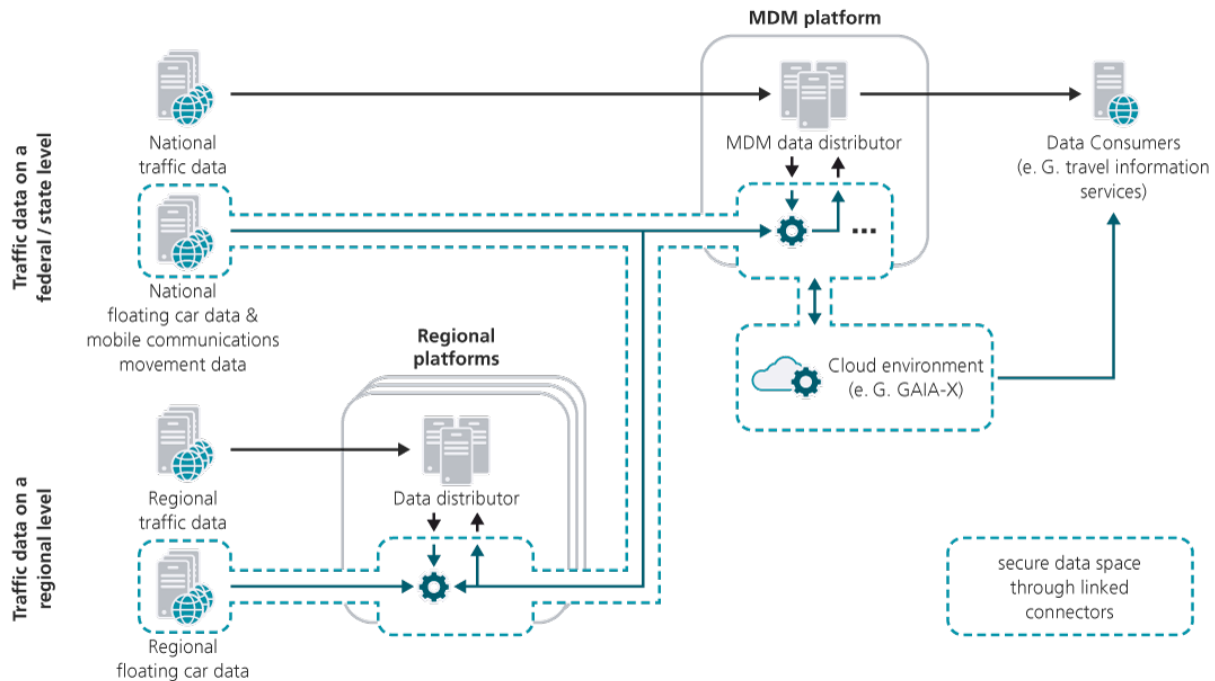 MDM platform
National
traffic data
MDM data distributor
Data Consumers
(e. G. travel information
services)
Traffic data on a
federal / state level
...
National
floating car data &
mobile communications
movement data
Cloud environment
(e. G. GAIA-X)
Regional
platforms
Regional
traffic data
Data distributor
Traffic data on a
regional level
secure data space
through linked
connectors
Regional
floating car data